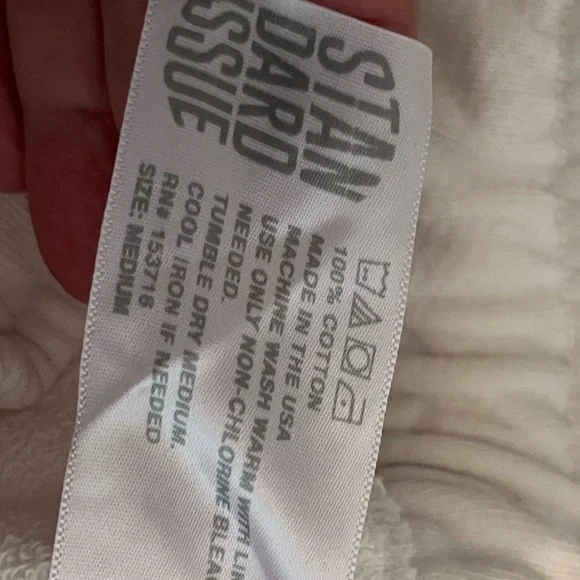 STAN
DARD
ISSUE
100% COTTON
MADE IN THE USA
MACHINE WASH WARM WITH
USE ONLY NON-CHLORINE
NEEDED.
TUMBLE DRY MEDIUM.
COOL IRON IF NEEDED
RN# 153716
SIZE: MEDIUM